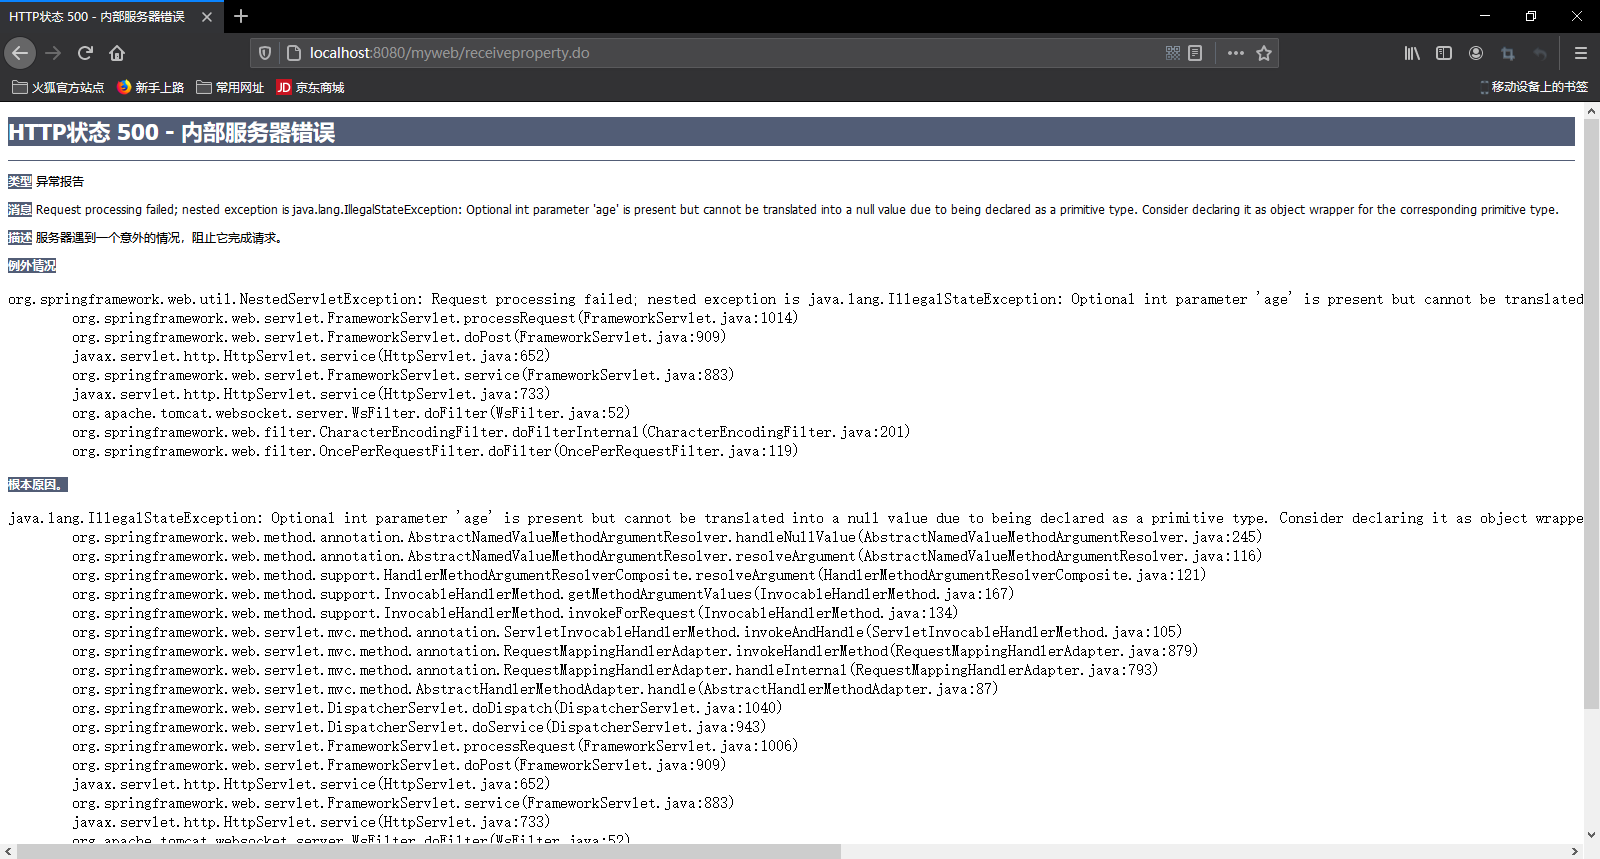 HTTP状态 500 - 内部服务器错误
localhost:8080/myweb/receiveproperty.do
火狐官方站点 新手上路 常用网址 JD 京东商城 移动设备上的书签
HTTP状态 500 - 内部服务器错误
类型 异常报告
消息 Request processing failed; nested exception is java.lang.IllegalStateException: Optional int parameter 'age' is present but cannot be translated into a null value due to being declared as a primitive type. Consider declaring it as object wrapper for the corresponding primitive type.
描述 服务器遇到一个意外的情况，阻止它完成请求。
例外情况
org.springframework.web.util.NestedServletException: Request processing failed; nested exception is java.lang.IllegalStateException: Optional int parameter 'age' is present but cannot be translated
org.springframework.web.servlet.FrameworkServlet.processRequest(FrameworkServlet.java:1014)
org.springframework.web.servlet.FrameworkServlet.doPost(FrameworkServlet.java:909)
javax.servlet.http.HttpServlet.service(HttpServlet.java:652)
org.springframework.web.servlet.FrameworkServlet.service(FrameworkServlet.java:883)
javax.servlet.http.HttpServlet.service(HttpServlet.java:733)
org.apache.tomcat.websocket.server.WsFilter.doFilter(WsFilter.java:52)
org.springframework.web.filter.CharacterEncodingFilter.doFilterInternal(CharacterEncodingFilter.java:201)
org.springframework.web.filter.OncePerRequestFilter.doFilter(OncePerRequestFilter.java:119)
根本原因。
java.lang.IllegalStateException: Optional int parameter 'age' is present but cannot be translated into a null value due to being declared as a primitive type. Consider declaring it as object wrappe
org.springframework.web.method.annotation.AbstractNamedValueMethodArgumentResolver.handleNullValue(AbstractNamedValueMethodArgumentResolver.java:245)
org.springframework.web.method.annotation.AbstractNamedValueMethodArgumentResolver.resolveArgument(AbstractNamedValueMethodArgumentResolver.java:116)
org.springframework.web.method.support.HandlerMethodArgumentResolverComposite.resolveArgument(HandlerMethodArgumentResolverComposite.java:121)
org.springframework.web.method.support.InvocableHandlerMethod.getMethodArgumentValues(InvocableHandlerMethod.java:167)
org.springframework.web.method.support.InvocableHandlerMethod.invokeForRequest(InvocableHandlerMethod.java:134)
org.springframework.web.servlet.mvc.method.annotation.ServletInvocableHandlerMethod.invokeAndHandle(ServletInvocableHandlerMethod.java:105)
org.springframework.web.servlet.mvc.method.annotation.RequestMappingHandlerAdapter.invokeHandlerMethod(RequestMappingHandlerAdapter.java:879)
org.springframework.web.servlet.mvc.method.annotation.RequestMappingHandlerAdapter.handleInternal(RequestMappingHandlerAdapter.java:793)
org.springframework.web.servlet.mvc.method.AbstractHandlerMethodAdapter.handle(AbstractHandlerMethodAdapter.java:87)
org.springframework.web.servlet.DispatcherServlet.doDispatch(DispatcherServlet.java:1040)
org.springframework.web.servlet.DispatcherServlet.doService(DispatcherServlet.java:943)
org.springframework.web.servlet.FrameworkServlet.processRequest(FrameworkServlet.java:1006)
org.springframework.web.servlet.FrameworkServlet.doPost(FrameworkServlet.java:909)
javax.servlet.http.HttpServlet.service(HttpServlet.java:652)
org.springframework.web.servlet.FrameworkServlet.service(FrameworkServlet.java:883)
javax.servlet.http.HttpServlet.service(HttpServlet.java:733)
org.apache.tomcat.websocket.server.WsFilter.doFilter(WsFilter.java:52)